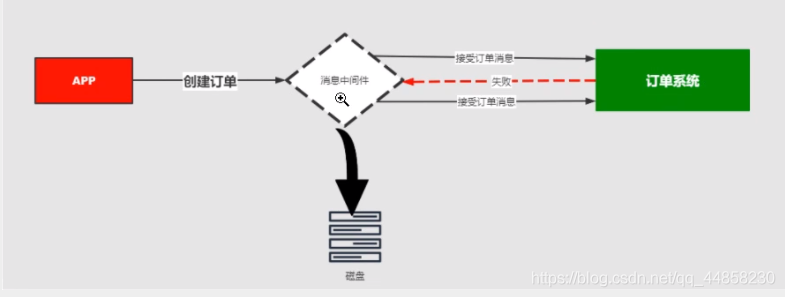 APP
创建订单
消息中间件
接受订单消息
失败
接受订单消息
订单系统
磁盘
https://blog.csdn.net/qq_44858230